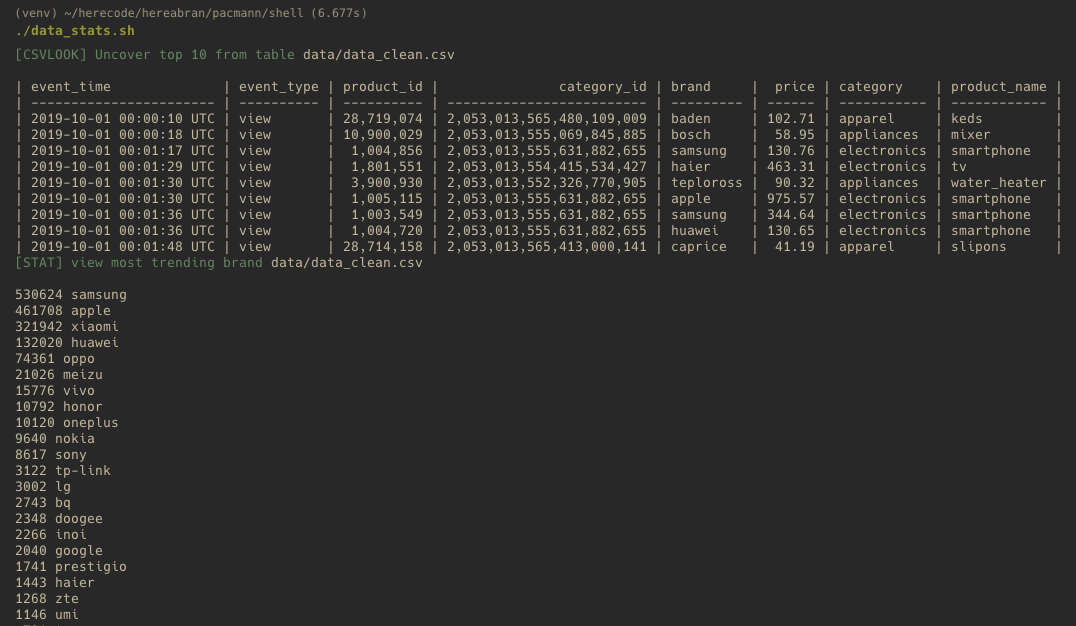 (venv) ~/herecode/hereabran/pacmann/shell (6.677s)
./data_stats.sh
[CSVLOOK] Uncover top 10 from table data/data_clean.csv
| event_time             | event_type | product_id |               category_id | brand     |  price | category    | product_name |
| ---------------------- | ---------- | ---------- | ------------------------- | --------- | ------ | ----------- | ------------ |
| 2019-10-01 00:00:10 UTC | view       | 28,719,074 | 2,053,013,565,480,109,009 | baden     | 102.71 | apparel     | keds         |
| 2019-10-01 00:00:18 UTC | view       | 10,900,029 | 2,053,013,555,069,845,885 | bosch     |  58.95 | appliances  | mixer        |
| 2019-10-01 00:01:17 UTC | view       |  1,004,856 | 2,053,013,555,631,882,655 | samsung   | 130.76 | electronics | smartphone   |
| 2019-10-01 00:01:29 UTC | view       |  1,801,551 | 2,053,013,554,415,534,427 | haier     | 463.31 | electronics | tv           |
| 2019-10-01 00:01:30 UTC | view       |  3,900,930 | 2,053,013,552,326,770,905 | teploross |  90.32 | appliances  | water_heater |
| 2019-10-01 00:01:30 UTC | view       |  1,005,115 | 2,053,013,555,631,882,655 | apple     | 975.57 | electronics | smartphone   |
| 2019-10-01 00:01:36 UTC | view       |  1,003,549 | 2,053,013,555,631,882,655 | samsung   | 344.64 | electronics | smartphone   |
| 2019-10-01 00:01:36 UTC | view       |  1,004,720 | 2,053,013,555,631,882,655 | huawei    | 130.65 | electronics | smartphone   |
| 2019-10-01 00:01:48 UTC | view       | 28,714,158 | 2,053,013,565,413,000,141 | caprice   |  41.19 | apparel     | slipons      |
[STAT] view most trending brand data/data_clean.csv
530624 samsung
461708 apple
321942 xiaomi
132020 huawei
74361 oppo
21026 meizu
15776 vivo
10792 honor
10120 oneplus
9640 nokia
8617 sony
3122 tp-link
3002 lg
2743 bq
2348 doogee
2266 inoi
2040 google
1741 prestigio
1443 haier
1268 zte
1146 umi